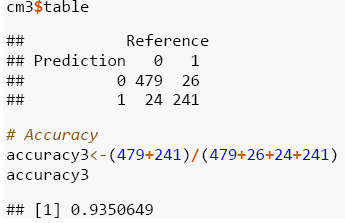 cm3$table
##           Reference
## Prediction   0   1
##          0 479  26
##          1  24 241
# Accuracy
accuracy3<-(479+241)/(479+26+24+241)
accuracy3
## [1] 0.9350649